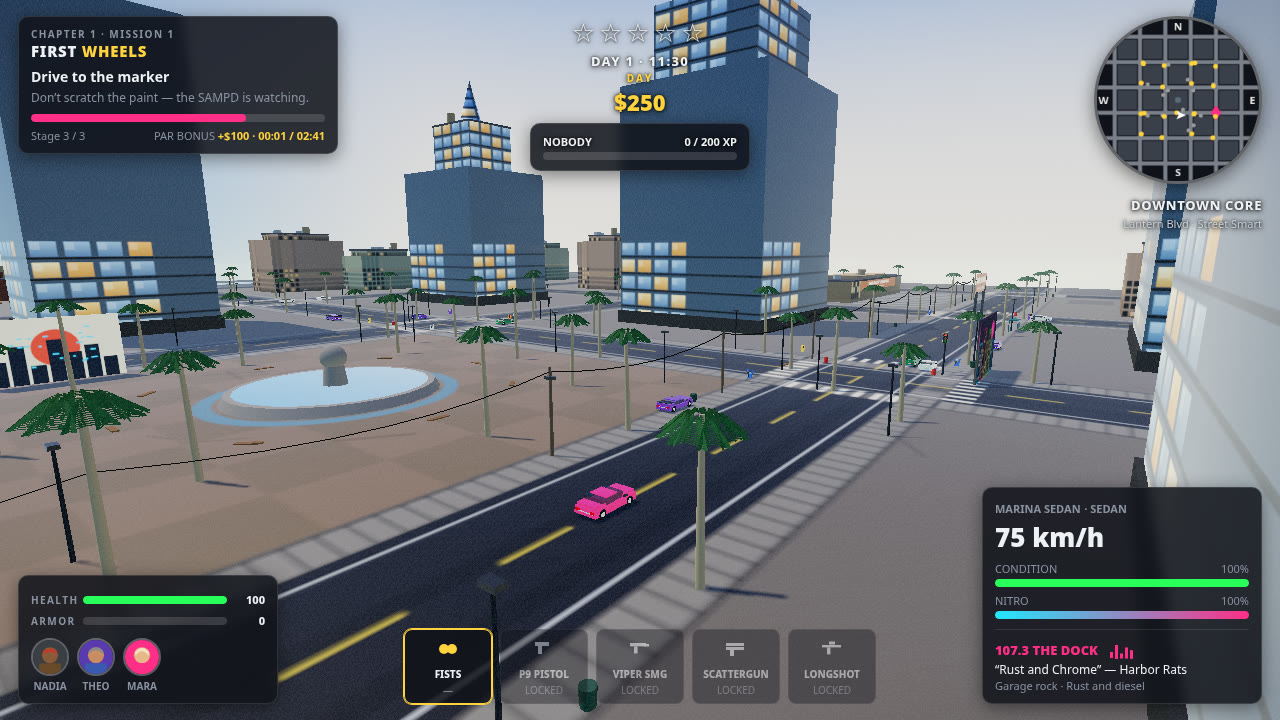 CHAPTER 1 · MISSION 1
FIRST WHEELS
Drive to the marker
Don't scratch the paint — the SAMPD is watching.
Stage 3 / 3
PAR BONUS +$100 · 00:01 / 02:41
DAY 1 · 11:30
DAY
$250
NOBODY
0 / 200 XP
N
W
E
S
DOWNTOWN CORE
Lantern Blvd · Street Smart
HEALTH
100
ARMOR
0
NADIA
THEO
MARA
FISTS
—
P9 PISTOL
LOCKED
VIPER SMG
LOCKED
SCATTERGUN
LOCKED
LONGSHOT
LOCKED
MARINA SEDAN · SEDAN
75 km/h
CONDITION
100%
NITRO
100%
107.3 THE DOCK
“Rust and Chrome” — Harbor Rats
Garage rock · Rust and diesel